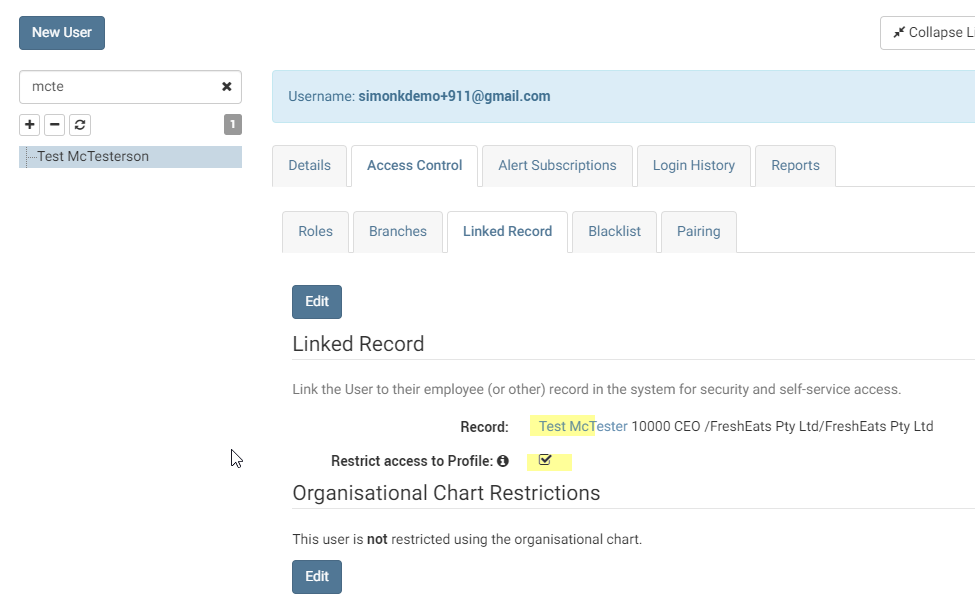 New User
Collapse Li
mcte
1
Test McTesterson
Username: simonkdemo+911@gmail.com
Details
Access Control
Alert Subscriptions
Login History
Reports
Roles
Branches
Linked Record
Blacklist
Pairing
Edit
Linked Record
Link the User to their employee (or other) record in the system for security and self-service access.
Record: Test McTester 10000 CEO /FreshEats Pty Ltd/FreshEats Pty Ltd
Restrict access to Profile:
Organisational Chart Restrictions
This user is not restricted using the organisational chart.
Edit